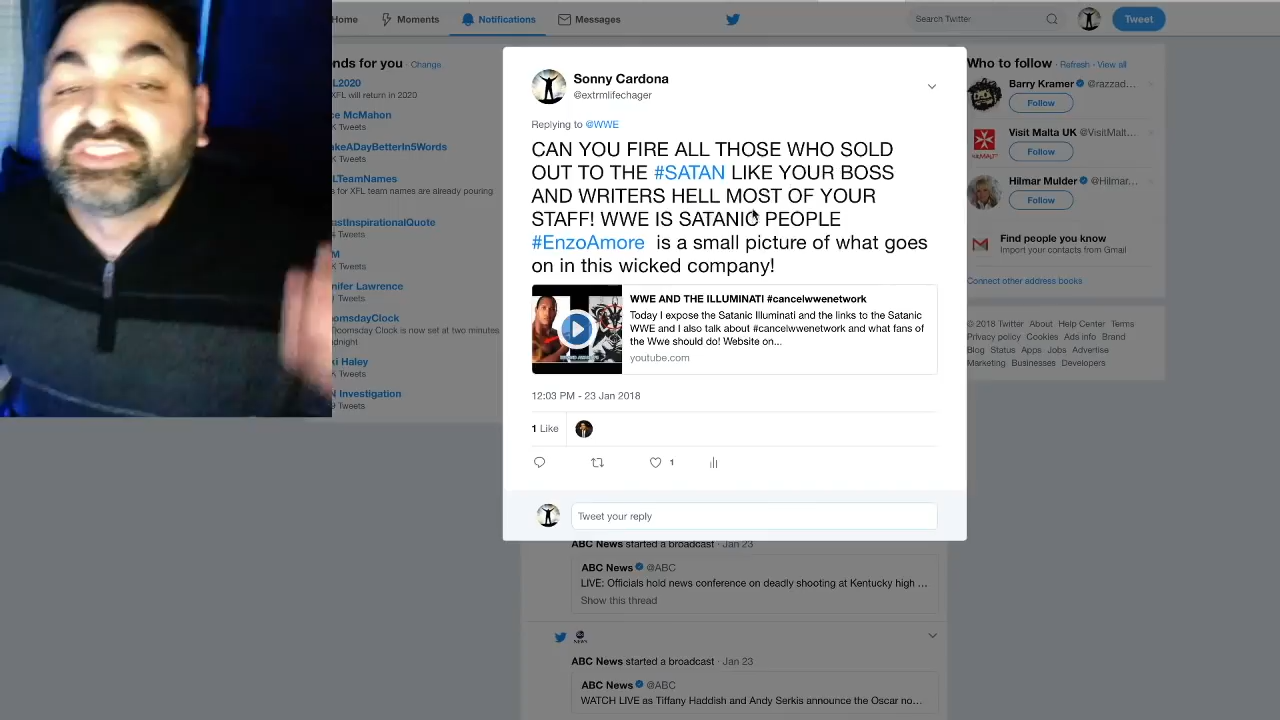 Home
Moments
Notifications
Messages
Search Twitter
Tweet
nds for you · Change
FL2020
XFL will return in 2020
ce McMahon
K Tweets
akeADayBetterIn5Words
K Tweets
FLTeamNames
s for XFL team names are already pouring
astInspirationalQuote
Tweets
M
K Tweets
nifer Lawrence
K Tweets
oomsdayClock
Doomsday Clock is now set at two minutes
idnight
ki Haley
K Tweets
N Investigation
Tweets
Sonny Cardona
@extrmlifechager
Replying to @WWE
CAN YOU FIRE ALL THOSE WHO SOLD
OUT TO THE #SATAN LIKE YOUR BOSS
AND WRITERS HELL MOST OF YOUR
STAFF! WWE IS SATANIC PEOPLE
#EnzoAmore is a small picture of what goes
on in this wicked company!
WWE AND THE ILLUMINATI #cancelwwenetwork
Today I expose the Satanic Illuminati and the links to the Satanic
WWE and I also talk about #cancelwwenetwork and what fans of
the Wwe should do! Website on...
youtube.com
12:03 PM - 23 Jan 2018
1 Like
1
Tweet your reply
ABC News started a broadcast · Jan 23
ABC News @ABC
LIVE: Officials hold news conference on deadly shooting at Kentucky high ...
Show this thread
ABC News started a broadcast · Jan 23
ABC News @ABC
WATCH LIVE as Tiffany Haddish and Andy Serkis announce the Oscar no...
Who to follow · Refresh · View all
Barry Kramer @razzad...
Follow
Visit Malta UK @VisitMalt...
Follow
Hilmar Mulder @Hilmar...
Follow
Find people you know
Import your contacts from Gmail
Connect other address books
© 2018 Twitter About Help Center Terms
Privacy policy Cookies Ads info Brand
Blog Status Apps Jobs Advertise
Marketing Businesses Developers